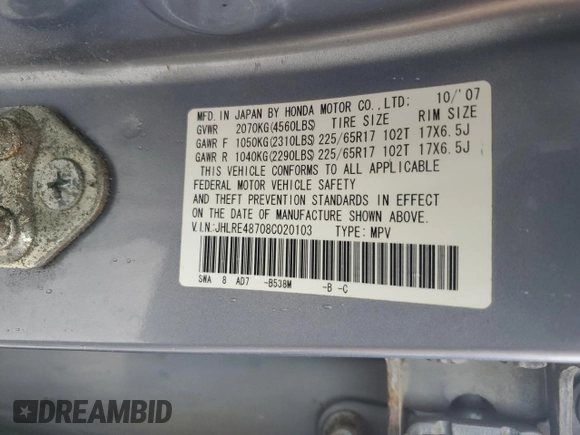 MFD. IN JAPAN BY HONDA MOTOR CO.,LTD: 10/'07
GVWR 2070KG(4560LBS) TIRE SIZE RIM SIZE
GAWR F 1050KG(2310LBS) 225/65R17 102T 17X6.5J
GAWR R 1040KG(2290LBS) 225/65R17 102T 17X6.5J
THIS VEHICLE CONFORMS TO ALL APPLICABLE
FEDERAL MOTOR VEHICLE SAFETY
AND THEFT PREVENTION STANDARDS IN EFFECT
ON THE DATE OF MANUFACTURE SHOWN ABOVE.
V.I.N.:JHLRE48708C020103 TYPE: MPV
SWA 8 AD7 -B538M -B -C
DREAMBID